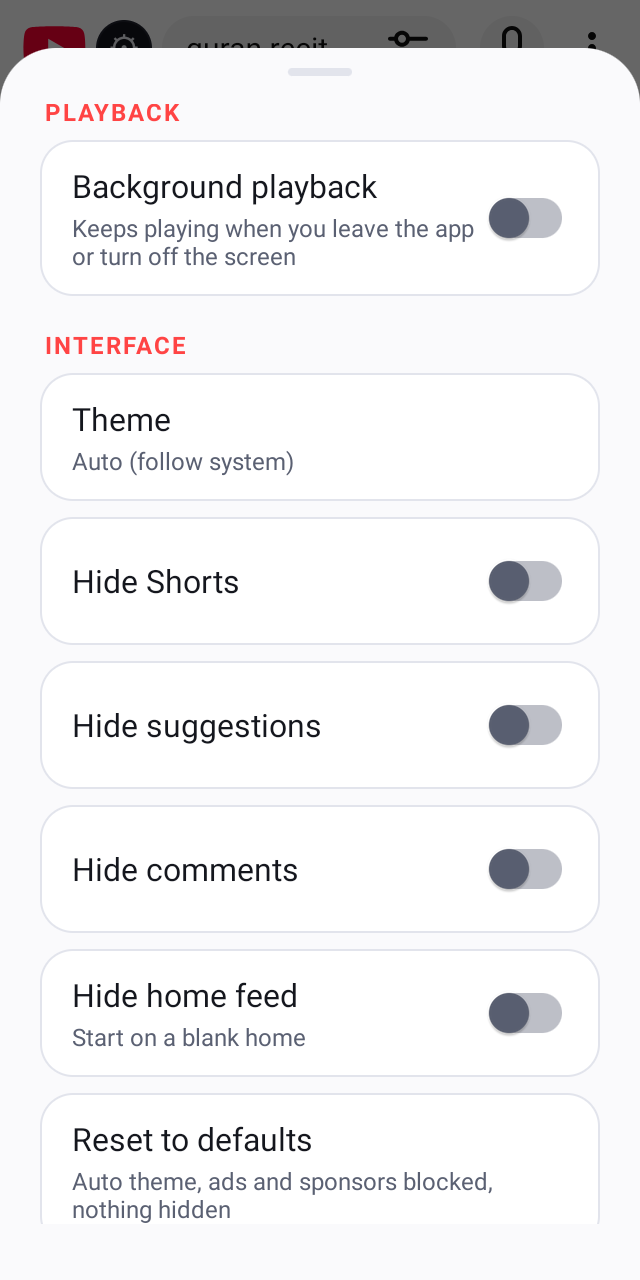 PLAYBACK
Background playback
Keeps playing when you leave the app
or turn off the screen
INTERFACE
Theme
Auto (follow system)
Hide Shorts
Hide suggestions
Hide comments
Hide home feed
Start on a blank home
Reset to defaults
Auto theme, ads and sponsors blocked,
nothing hidden